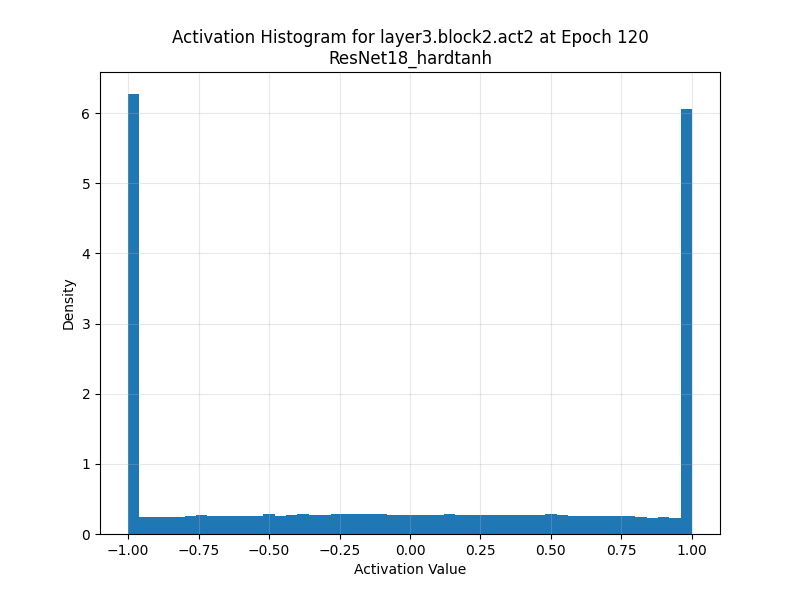 Activation Histogram for layer3.block2.act2 at Epoch 120
ResNet18_hardtanh
6
5
4
3
2
1
0
Density
−1.00 −0.75 −0.50 −0.25 0.00 0.25 0.50 0.75 1.00
Activation Value